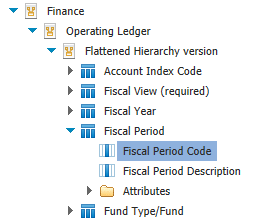 Finance
Operating Ledger
Flattened Hierarchy version
Account Index Code
Fiscal View (required)
Fiscal Year
Fiscal Period
Fiscal Period Code
Fiscal Period Description
Attributes
Fund Type/Fund